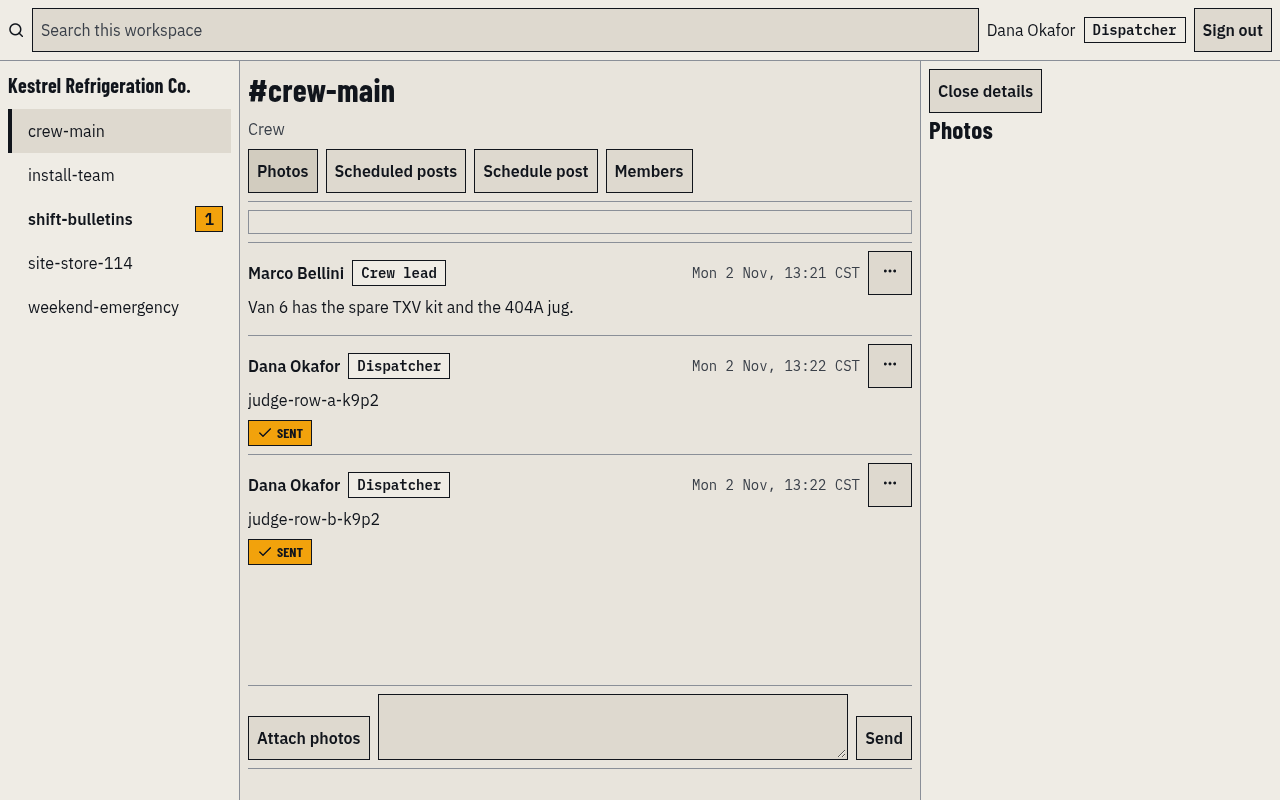 Search this workspace
Dana Okafor Dispatcher Sign out
Kestrel Refrigeration Co.
crew-main
install-team
shift-bulletins 1
site-store-114
weekend-emergency
#crew-main
Crew
Photos Scheduled posts Schedule post Members
Marco Bellini Crew lead Mon 2 Nov, 13:21 CST ···
Van 6 has the spare TXV kit and the 404A jug.
Dana Okafor Dispatcher Mon 2 Nov, 13:22 CST ···
judge-row-a-k9p2
SENT
Dana Okafor Dispatcher Mon 2 Nov, 13:22 CST ···
judge-row-b-k9p2
SENT
Attach photos Send
Close details
Photos